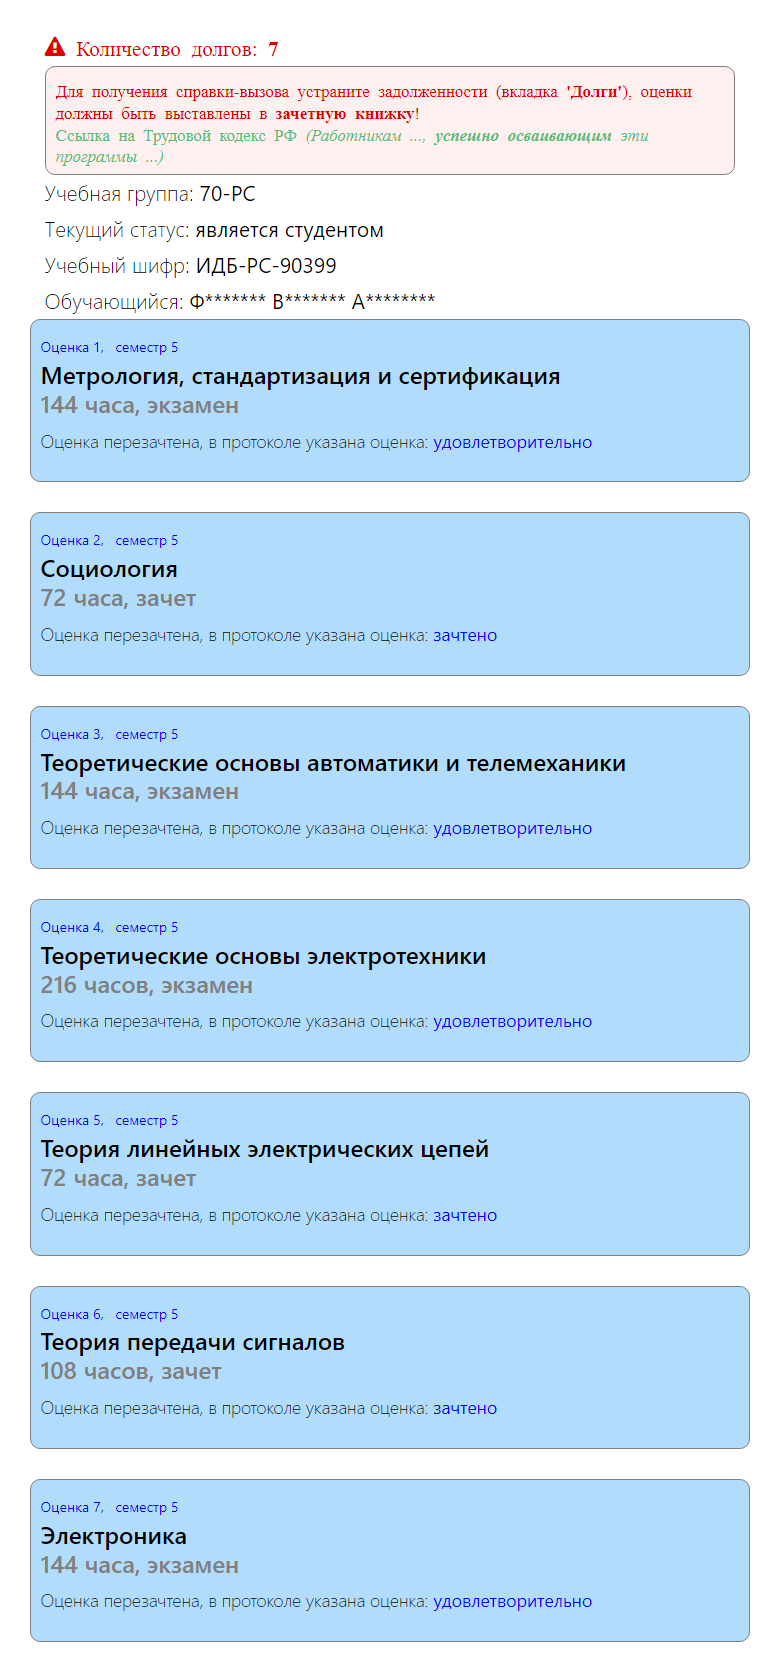 Количество долгов: 7
Для получения справки-вызова устраните задолженности (вкладка 'Долги'), оценки
должны быть выставлены в зачетную книжку!
Ссылка на Трудовой кодекс РФ (Работникам ..., успешно осваивающим эти
программы ...)
Учебная группа: 70-РС
Текущий статус: является студентом
Учебный шифр: ИДБ-РС-90399
Обучающийся: Ф******* В******* А********
Оценка 1, семестр 5
Метрология, стандартизация и сертификация
144 часа, экзамен
Оценка перезачтена, в протоколе указана оценка: удовлетворительно
Оценка 2, семестр 5
Социология
72 часа, зачет
Оценка перезачтена, в протоколе указана оценка: зачтено
Оценка 3, семестр 5
Теоретические основы автоматики и телемеханики
144 часа, экзамен
Оценка перезачтена, в протоколе указана оценка: удовлетворительно
Оценка 4, семестр 5
Теоретические основы электротехники
216 часов, экзамен
Оценка перезачтена, в протоколе указана оценка: удовлетворительно
Оценка 5, семестр 5
Теория линейных электрических цепей
72 часа, зачет
Оценка перезачтена, в протоколе указана оценка: зачтено
Оценка 6, семестр 5
Теория передачи сигналов
108 часов, зачет
Оценка перезачтена, в протоколе указана оценка: зачтено
Оценка 7, семестр 5
Электроника
144 часа, экзамен
Оценка перезачтена, в протоколе указана оценка: удовлетворительно